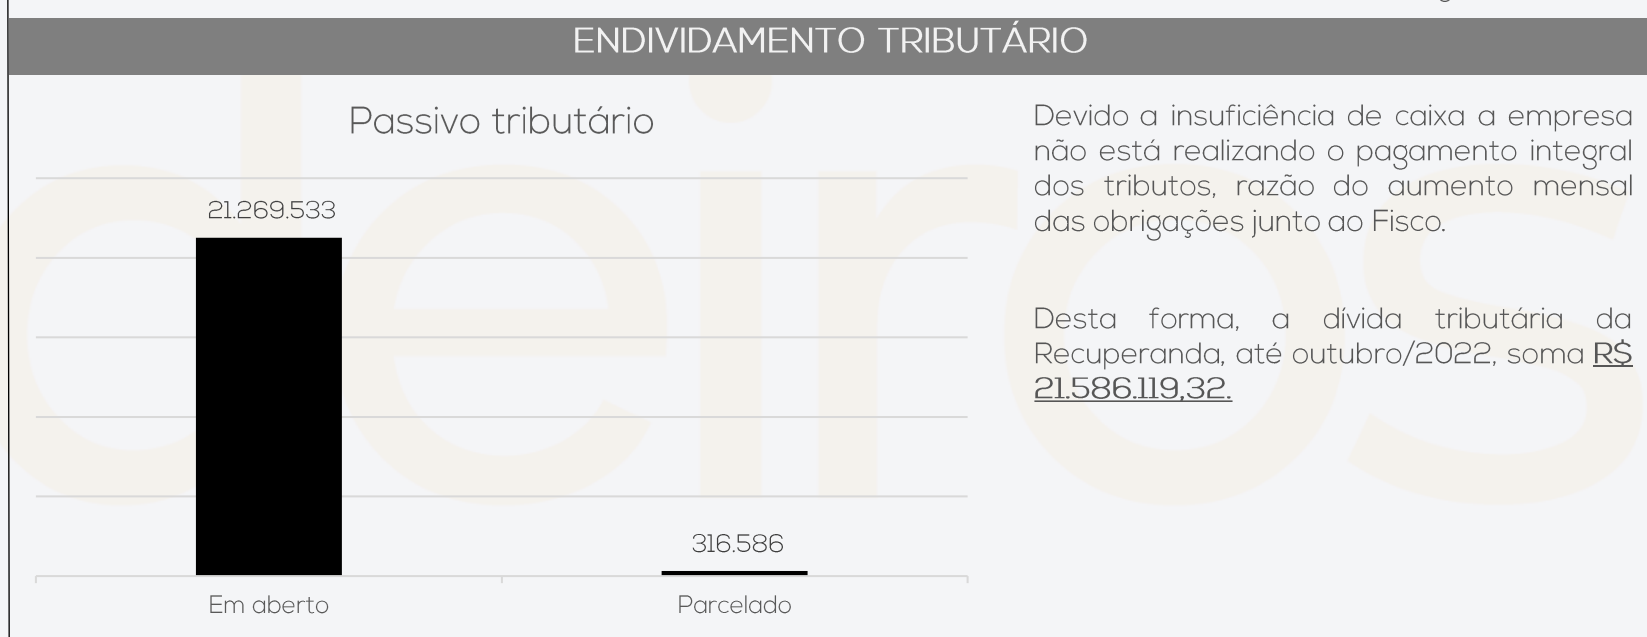 ENDIVIDAMENTO TRIBUTÁRIO
Passivo tributário
21.269.533
316.586
Em aberto
Parcelado
Devido a insuficiência de caixa a empresa
não está realizando o pagamento integral
dos tributos, razão do aumento mensal
das obrigações junto ao Fisco.
Desta forma, a dívida tributária da
Recuperanda, até outubro/2022, soma R$
21.586.119,32.
deiros